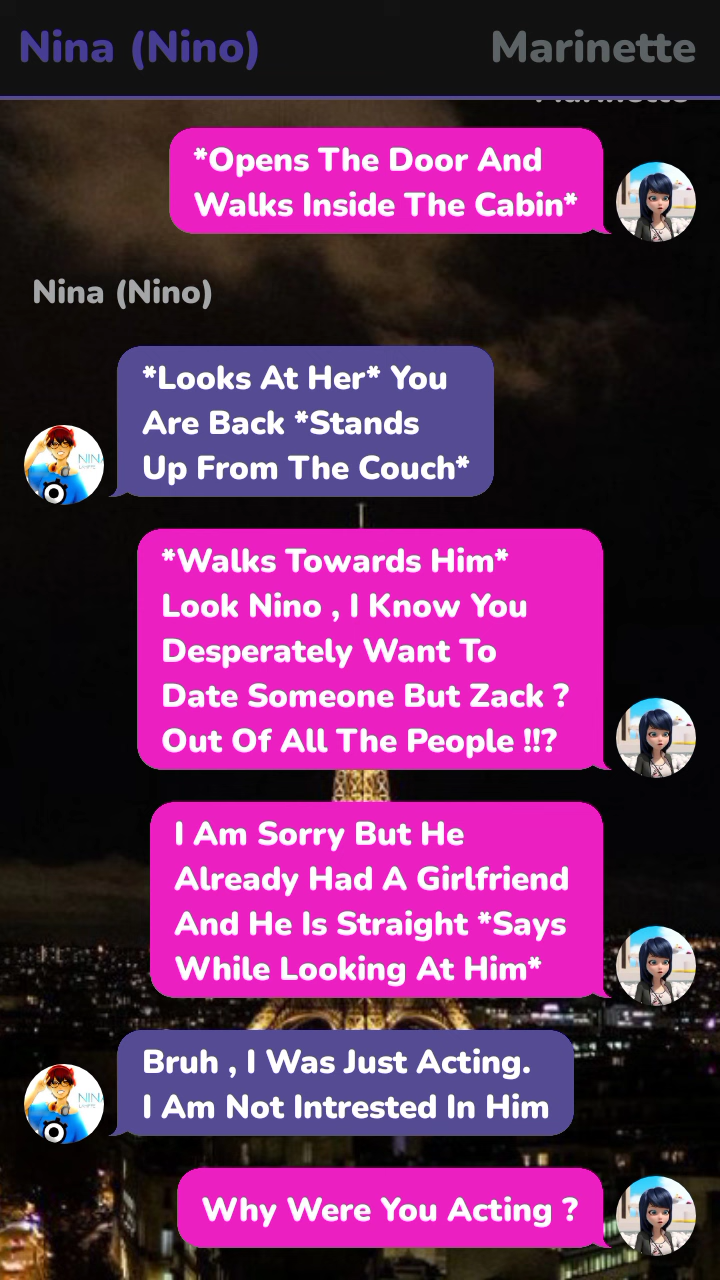 Nina (Nino)
Marinette
Marinette
*Opens The Door And
Walks Inside The Cabin*
Nina (Nino)
*Looks At Her* You
Are Back *Stands
Up From The Couch*
NINA
*Walks Towards Him*
Look Nino , I Know You
Desperately Want To
Date Someone But Zack ?
Out Of All The People !!?
I Am Sorry But He
Already Had A Girlfriend
And He Is Straight *Says
While Looking At Him*
Bruh , I Was Just Acting.
I Am Not Intrested In Him
NINA
Why Were You Acting ?